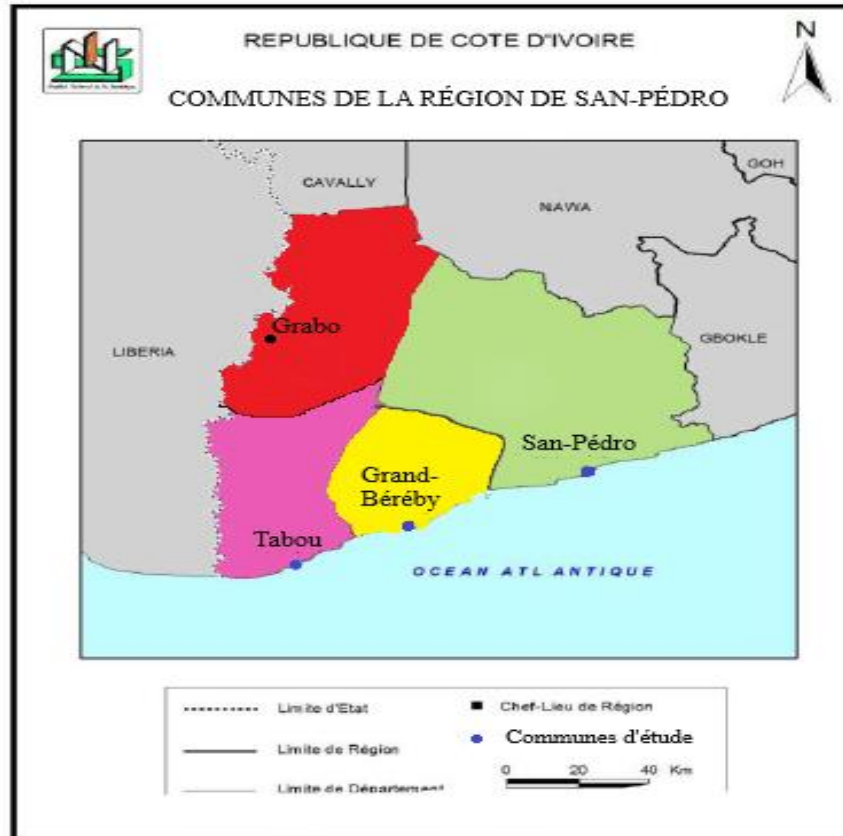 REPUBLIQUE DE COTE D'IVOIRE
N
COMMUNES DE LA RÉGION DE SAN-PÉDRO
CAVALLY
GOH
NAWA
Grabo
LIBERIA
GBOKLE
San-Pédro
Grand-
Béréby
Tabou
OCEAN ATLANTIQUE
Limite d'Etat
Chef-Lieu de Région
Limite de Région
Communes d'étude
0 20 40 Km
Limite de Département